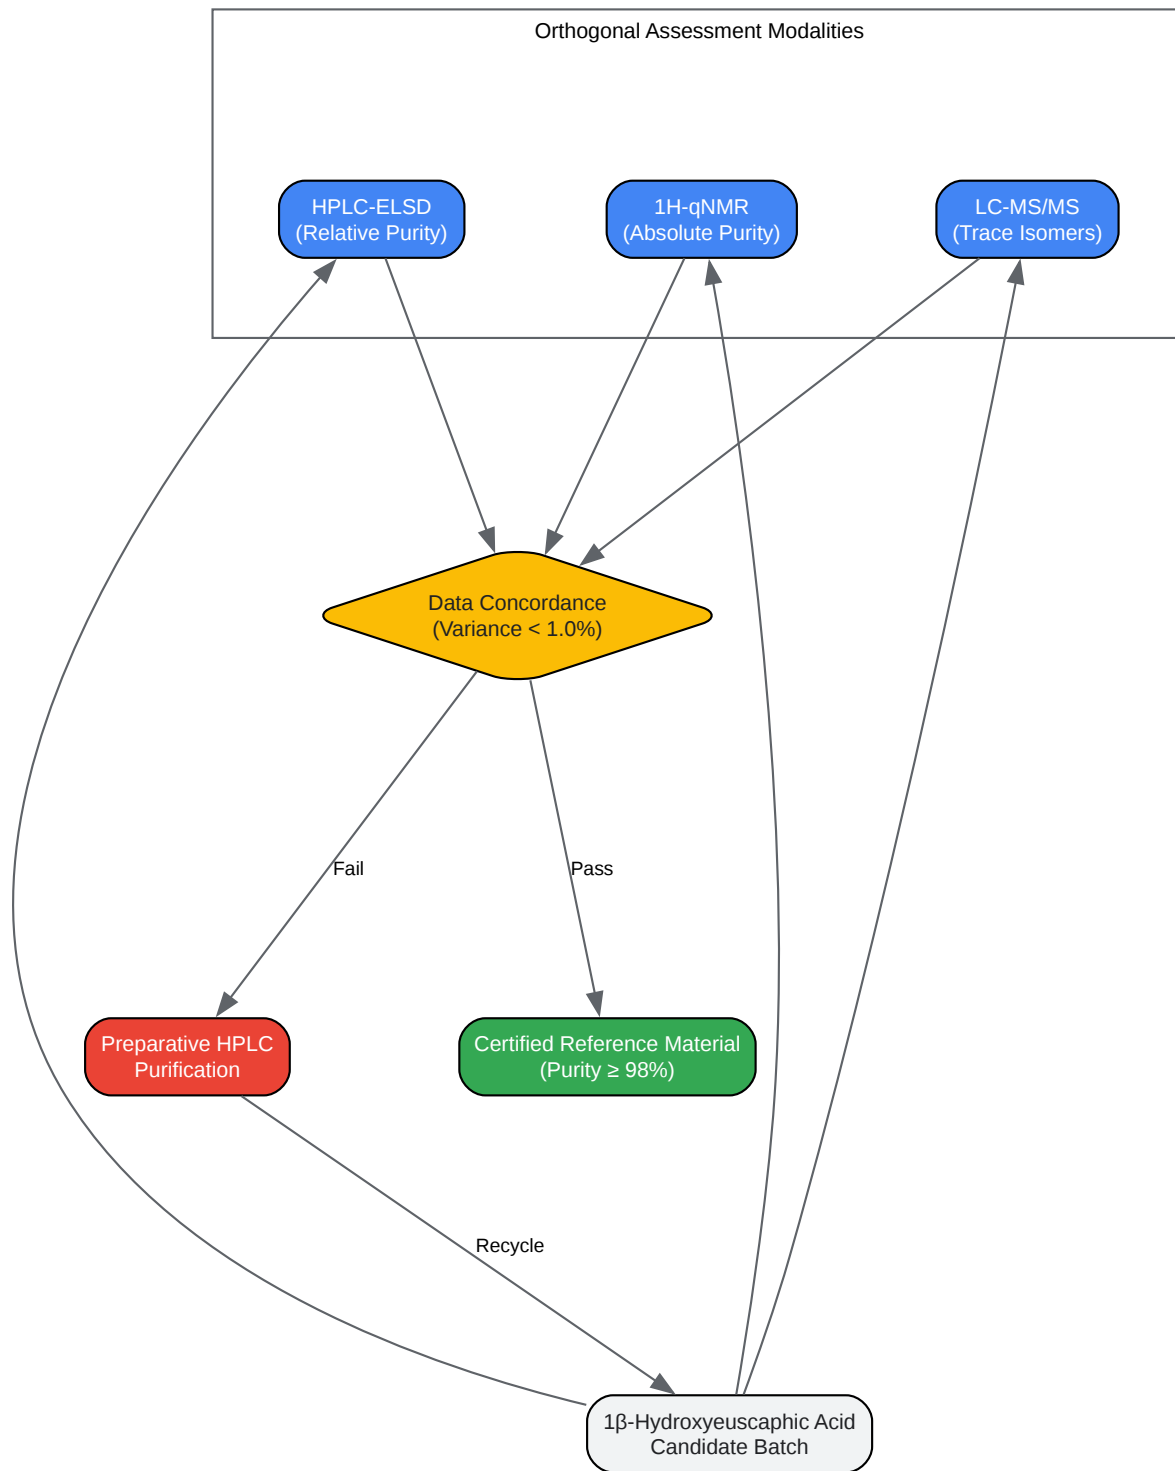 Orthogonal Assessment Modalities
HPLC-ELSD
(Relative Purity)
1H-qNMR
(Absolute Purity)
LC-MS/MS
(Trace Isomers)
Data Concordance
(Variance < 1.0%)
Fail
Pass
Preparative HPLC
Purification
Certified Reference Material
(Purity ≥ 98%)
Recycle
1β-Hydroxyeuscaphic Acid
Candidate Batch